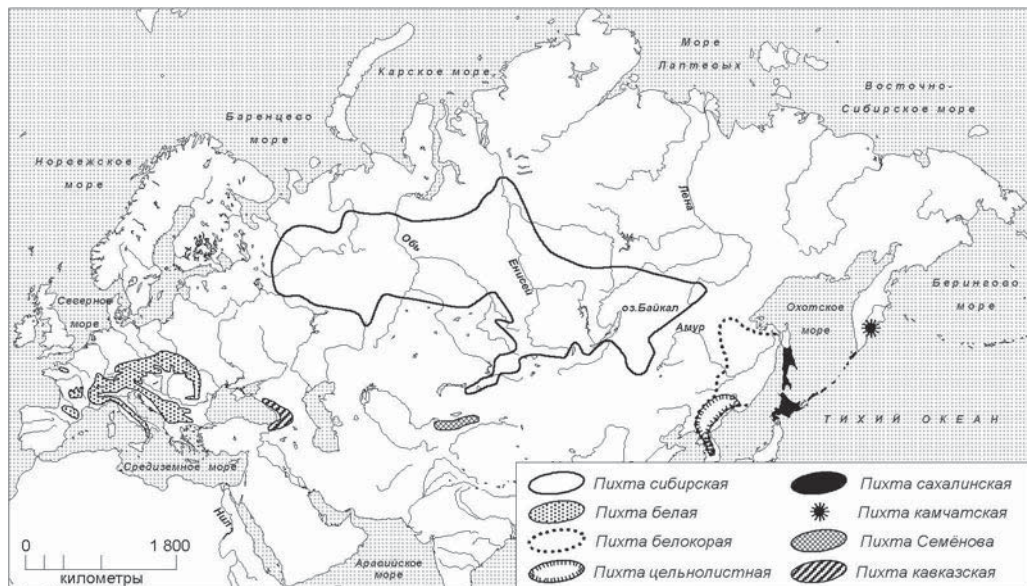 Море
Лаптевых
Карское море
Восточно-
Сибирское море
Баренцево
море
Норвежское
море
Лена
Обь
Енисей
оз.Байкал
Амур
Охотское
море
Берингово
море
Северное
море
ТИХИЙ ОКЕАН
Средиземное море
Нил
Аравийское
море
0 1 800
километры
Пихта сибирская
Пихта белая
Пихта белокорая
Пихта цельнолистная
Пихта сахалинская
Пихта камчатская
Пихта Семёнова
Пихта кавказская